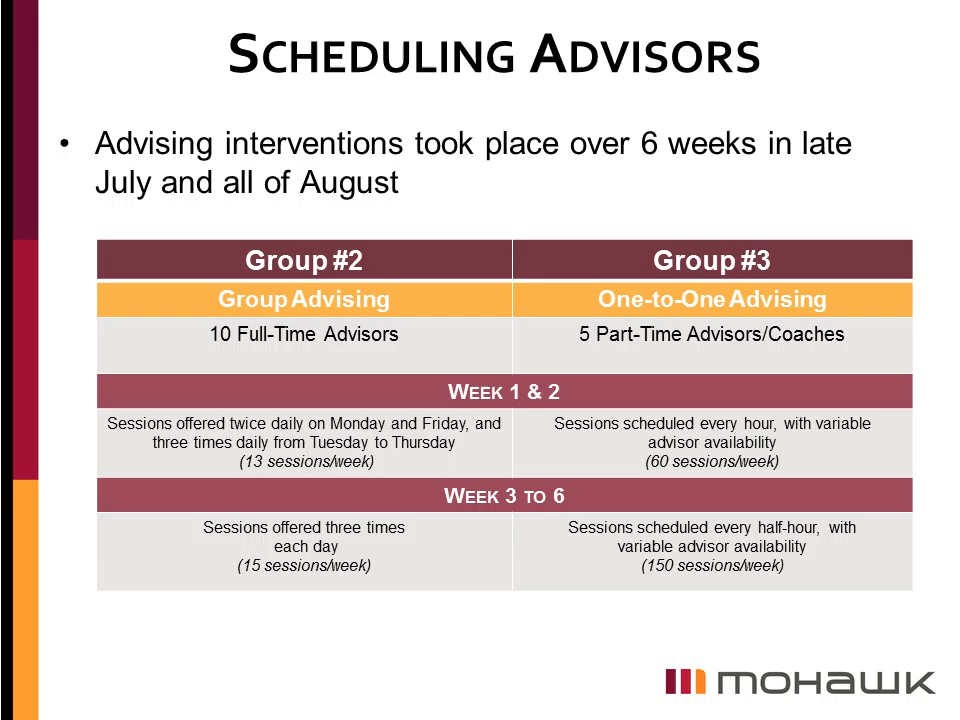 SCHEDULING ADVISORS
• Advising interventions took place over 6 weeks in late
July and all of August
Group #2
Group #3
Group Advising
One-to-One Advising
10 Full-Time Advisors
5 Part-Time Advisors/Coaches
WEEK 1 & 2
Sessions offered twice daily on Monday and Friday, and
three times daily from Tuesday to Thursday
(13 sessions/week)
Sessions scheduled every hour, with variable
advisor availability
(60 sessions/week)
WEEK 3 TO 6
Sessions offered three times
each day
(15 sessions/week)
Sessions scheduled every half-hour, with
variable advisor availability
(150 sessions/week)
mohawk